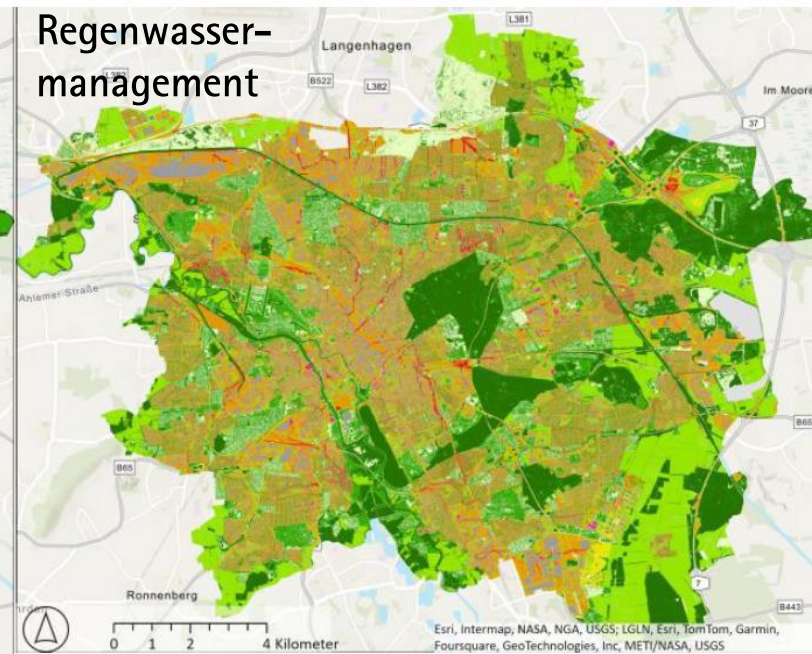 Regenwasser-
management
L381
Langenhagen
B522
L382
Im Moore
37
Ahlemer-Straße
B65
B65
Ronnenberg
7
B443
0 1 2 4 Kilometer
Esri, Intermap, NASA, NGA, USGS; LGLN, Esri, TomTom, Garmin,
Foursquare, GeoTechnologies, Inc, METI/NASA, USGS